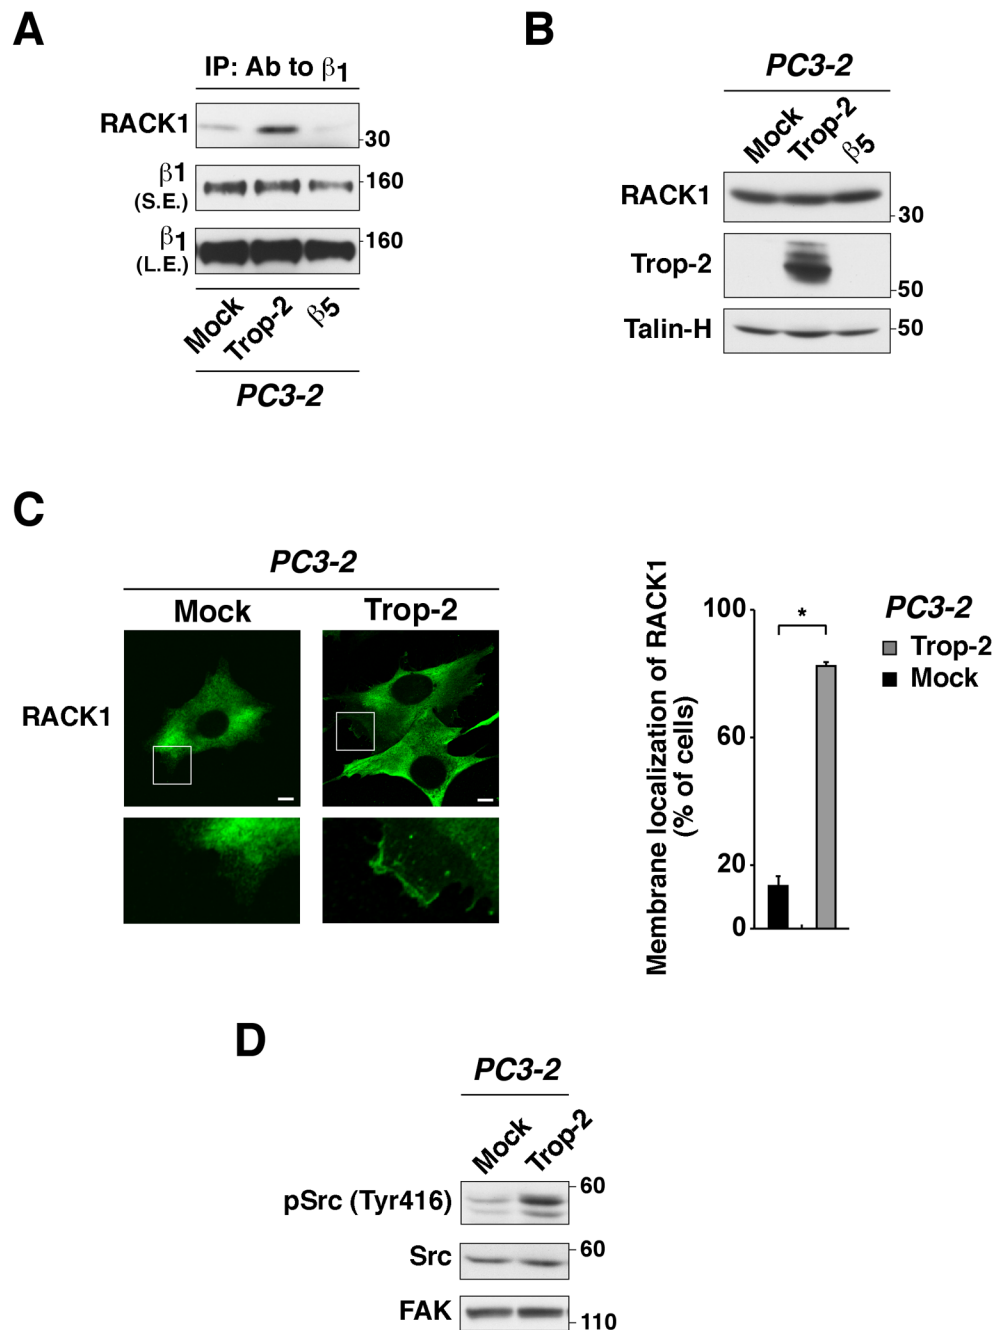 A
IP: Ab to β1
RACK1
30
β1
(S.E.)
160
β1
(L.E.)
160
Mock
Trop-2
β5
PC3-2
B
PC3-2
Mock
Trop-2
β5
RACK1
30
Trop-2
50
Talin-H
50
C
PC3-2
Mock
Trop-2
RACK1
Membrane localization of RACK1
(% of cells)
100
60
20
0
*
PC3-2
Trop-2
Mock
D
PC3-2
Mock
Trop-2
pSrc (Tyr416)
60
Src
60
FAK
110